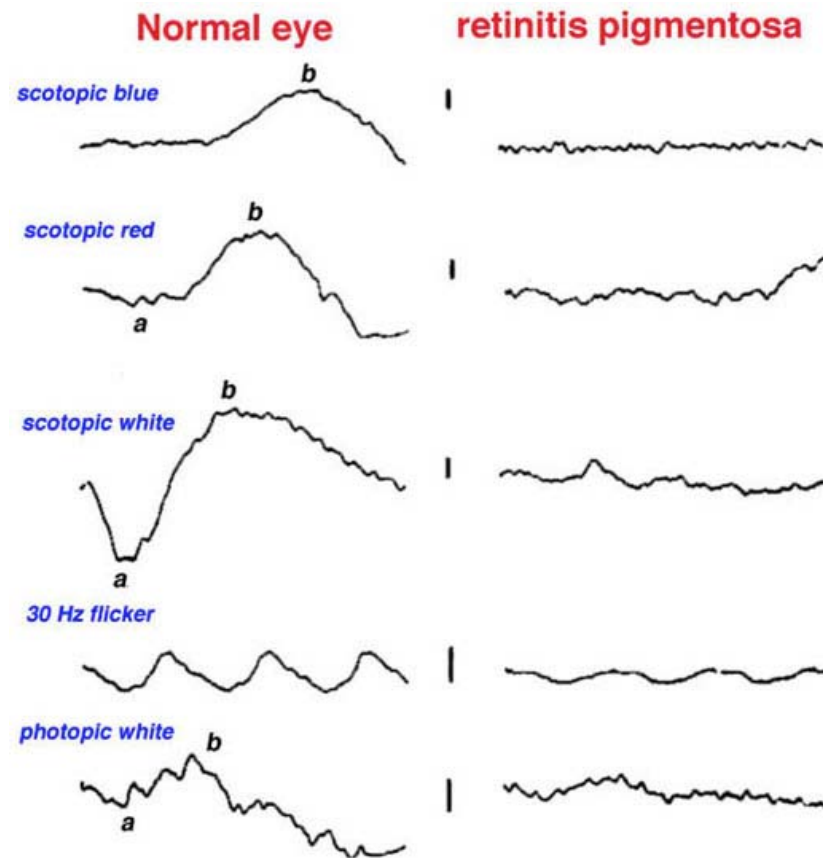 Normal eye
retinitis pigmentosa
scotopic blue
b
scotopic red
b
a
scotopic white
b
a
30 Hz flicker
photopic white
b
a